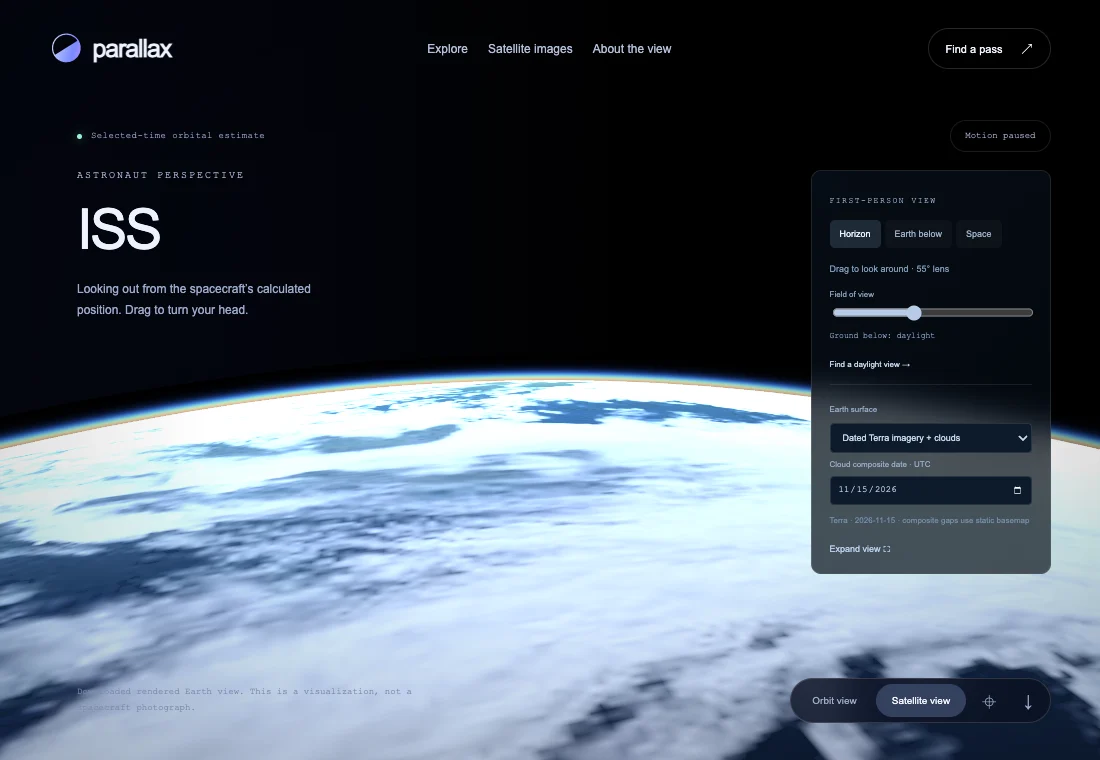 parallax
Explore
Satellite images
About the view
Find a pass ↗
Selected-time orbital estimate
Motion paused
ASTRONAUT PERSPECTIVE
ISS
Looking out from the spacecraft's calculated
position. Drag to turn your head.
FIRST-PERSON VIEW
Horizon
Earth below
Space
Drag to look around · 55° lens
Field of view
Ground below: daylight
Find a daylight view →
Earth surface
Dated Terra imagery + clouds
Cloud composite date · UTC
11/15/2026
Terra · 2026-11-15 · composite gaps use static basemap
Expand view ⛶
rendered Earth view. This is a visualization, not a
photograph.
Orbit view
Satellite view
↓